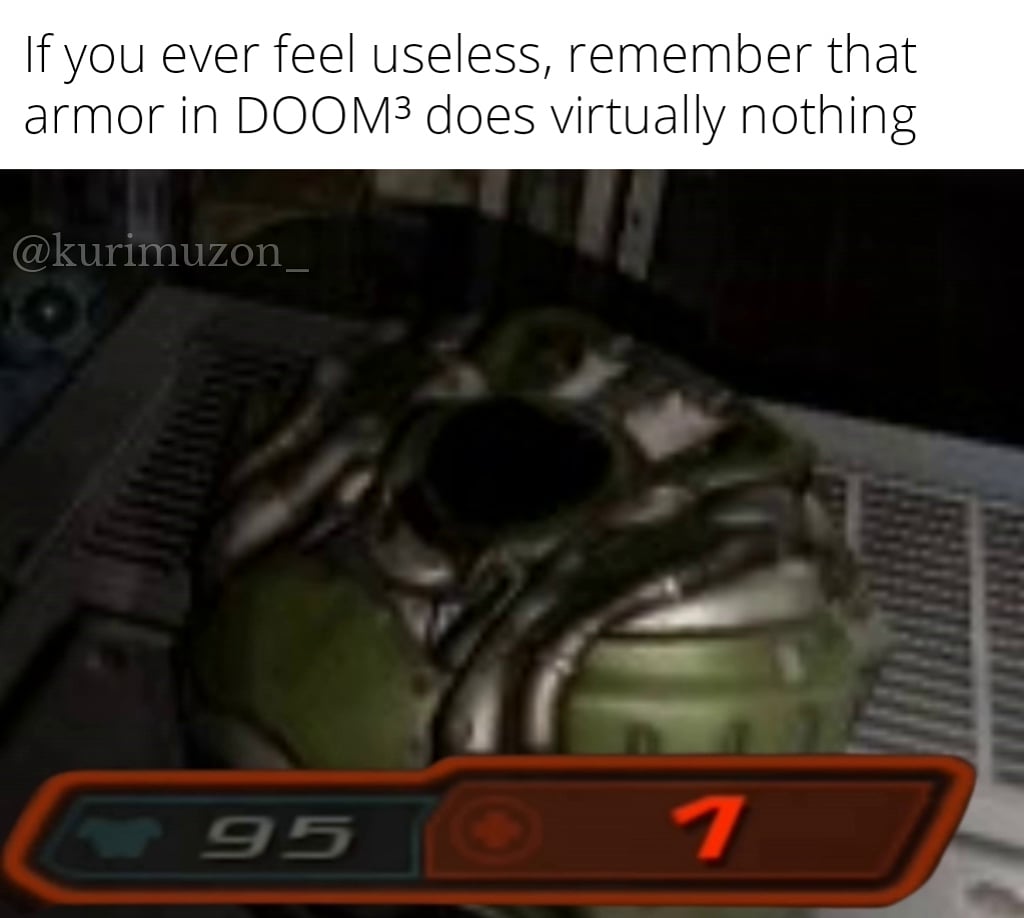 If you ever feel useless, remember that
armor in DOOM³ does virtually nothing
@kurimuzon_
95 1